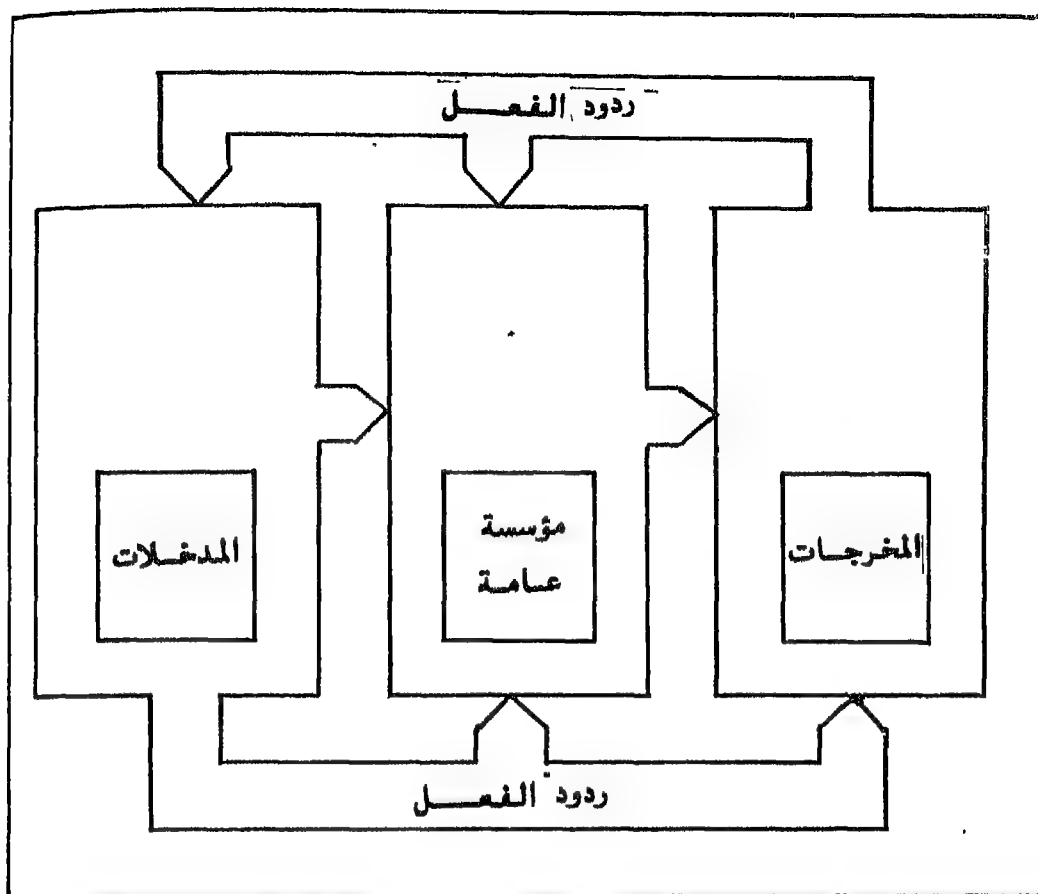 ردود الفعل
المدخلات
مؤسسة
عامة
المخرجات
ردود الفعل